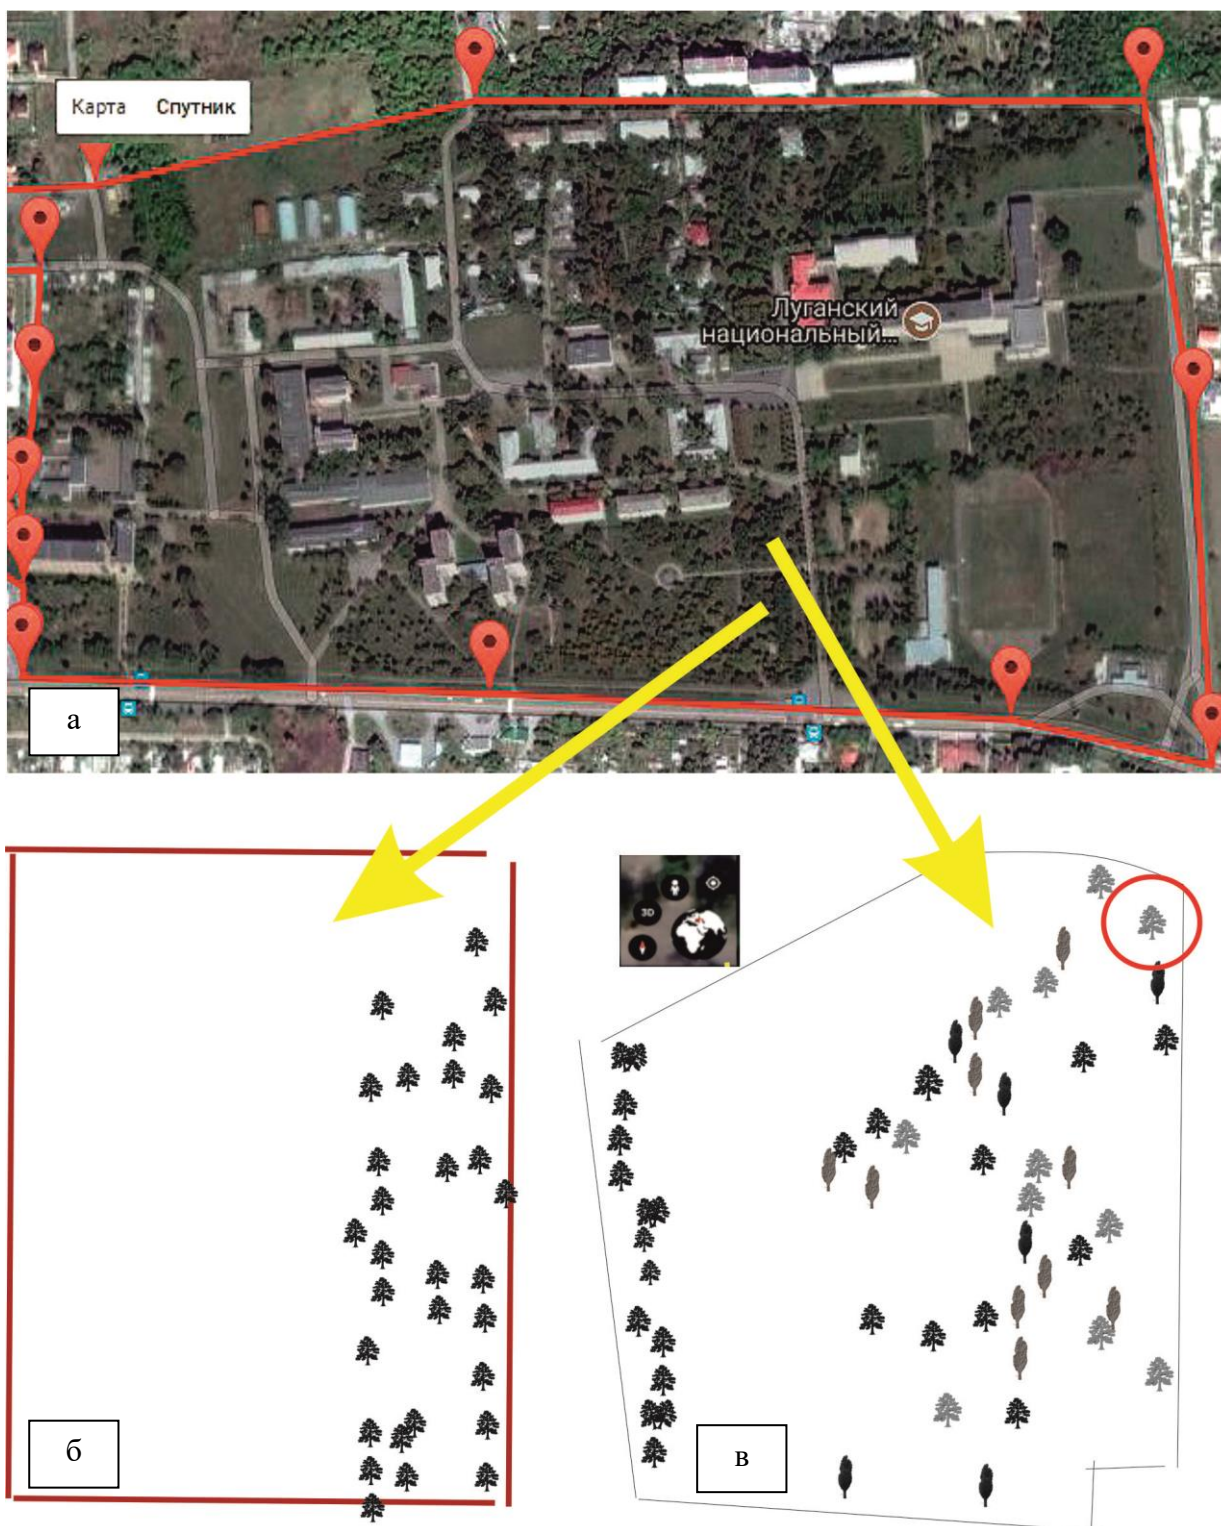 Карта Спутник
Луганский
национальный...
а
3D
б
в